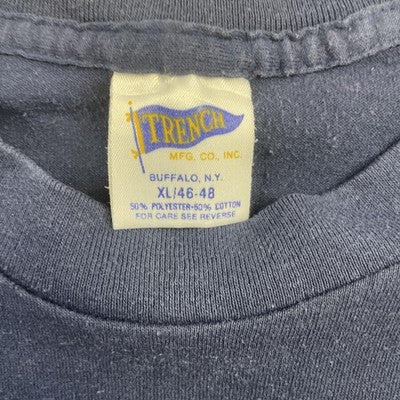 TRENCH
MFG. CO., INC.
BUFFALO, N.Y.
XL/46-48
50% POLYESTER-50% COTTON
FOR CARE SEE REVERSE